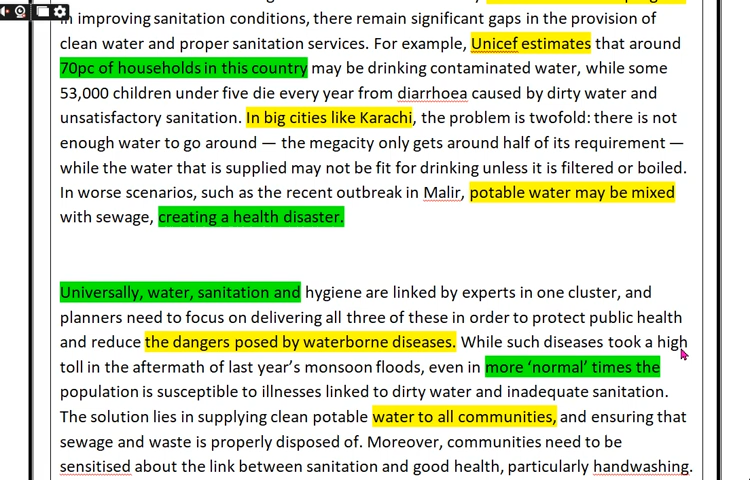 in improving sanitation conditions, there remain significant gaps in the provision of
clean water and proper sanitation services. For example, Unicef estimates that around
70pc of households in this country may be drinking contaminated water, while some
53,000 children under five die every year from diarrhoea caused by dirty water and
unsatisfactory sanitation. In big cities like Karachi, the problem is twofold: there is not
enough water to go around — the megacity only gets around half of its requirement —
while the water that is supplied may not be fit for drinking unless it is filtered or boiled.
In worse scenarios, such as the recent outbreak in Malir, potable water may be mixed
with sewage, creating a health disaster.
Universally, water, sanitation and hygiene are linked by experts in one cluster, and
planners need to focus on delivering all three of these in order to protect public health
and reduce the dangers posed by waterborne diseases. While such diseases took a high
toll in the aftermath of last year’s monsoon floods, even in more ‘normal’ times the
population is susceptible to illnesses linked to dirty water and inadequate sanitation.
The solution lies in supplying clean potable water to all communities, and ensuring that
sewage and waste is properly disposed of. Moreover, communities need to be
sensitised about the link between sanitation and good health, particularly handwashing.